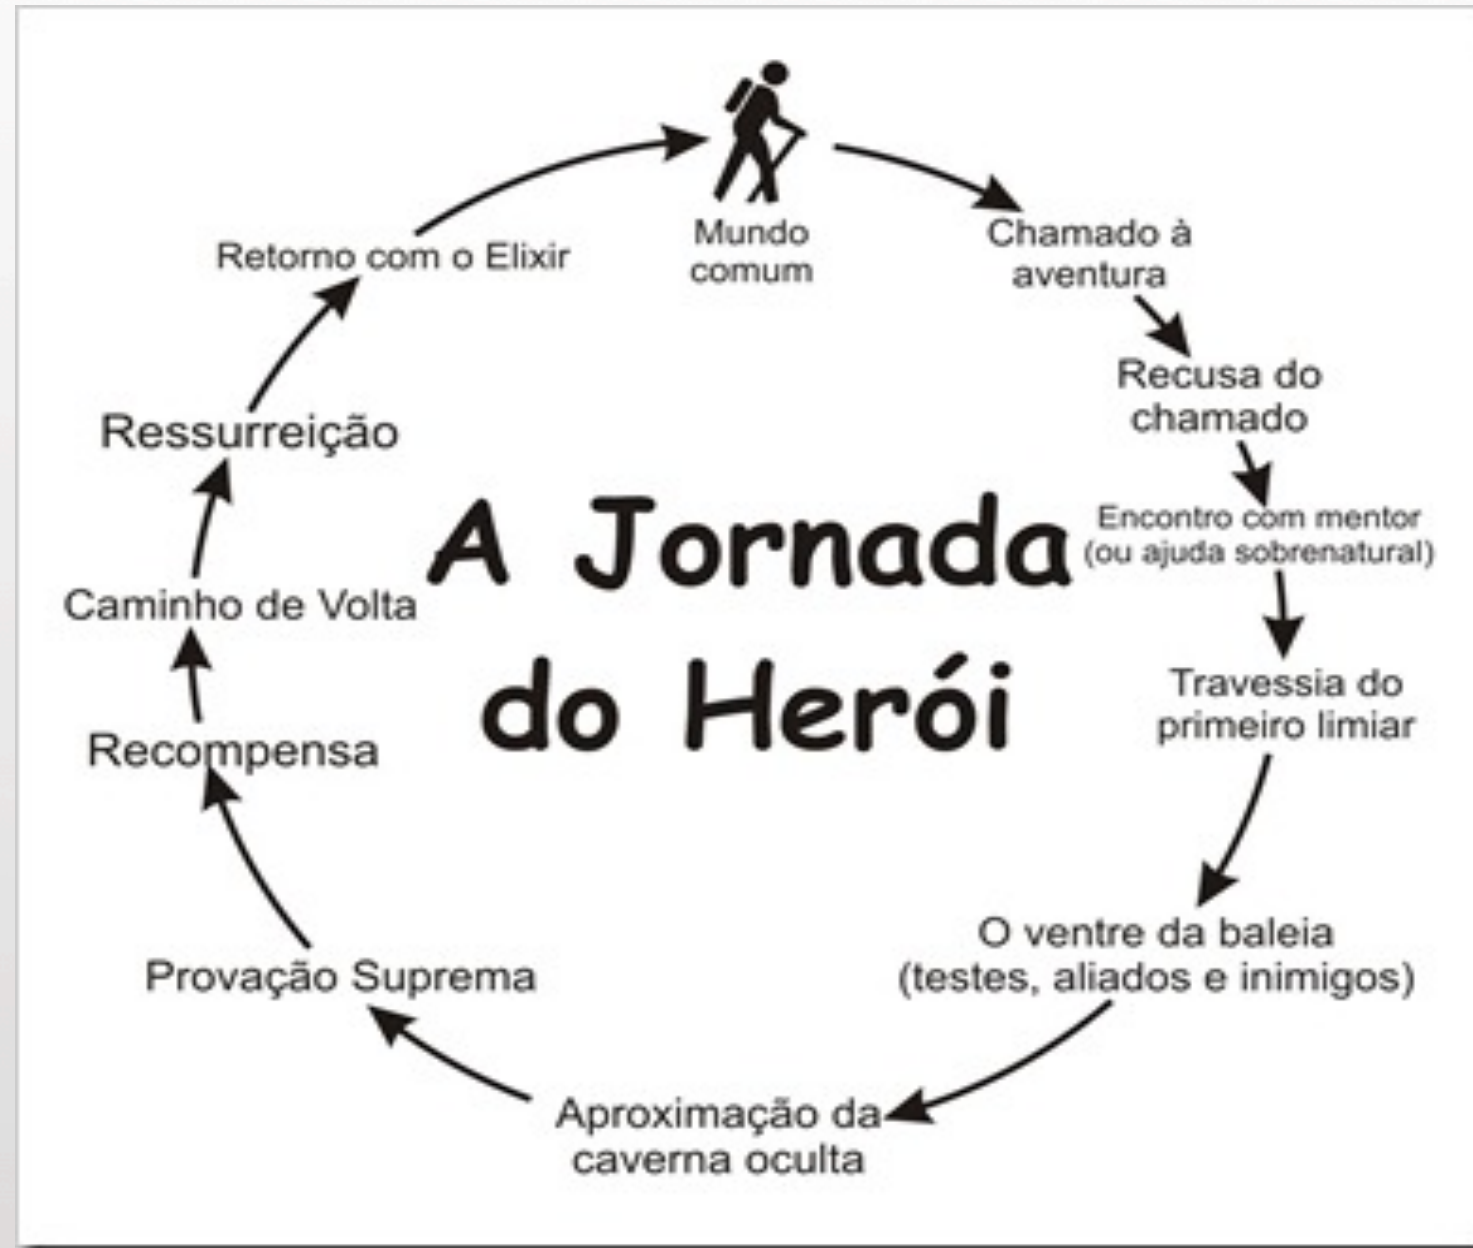 A Jornada
do Herói
Mundo
comum
Chamado à
aventura
Recusa do
chamado
Encontro com mentor
(ou ajuda sobrenatural)
Travessia do
primeiro limiar
O ventre da baleia
(testes, aliados e inimigos)
Aproximação da
caverna oculta
Provação Suprema
Recompensa
Caminho de Volta
Ressurreição
Retorno com o Elixir